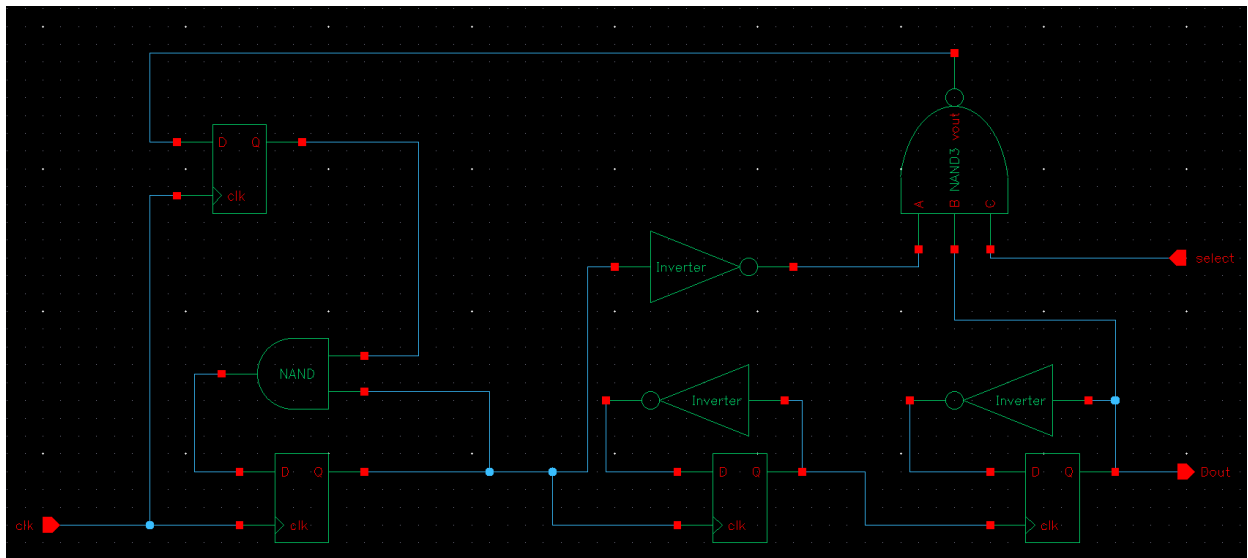 D Q
clk
NAND3 vout
A B C
Inverter
select
NAND
Inverter
Inverter
D Q
clk
D Q
clk
D Q
clk
Dout
clk